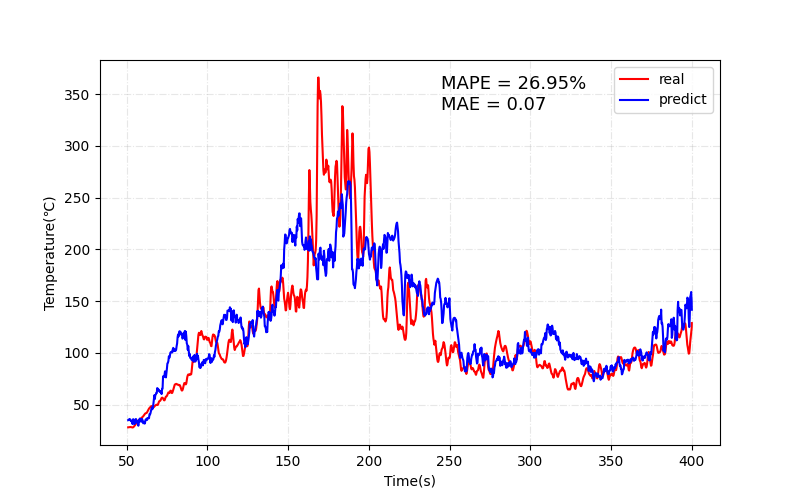 MAPE = 26.95%
MAE = 0.07
real
predict
Temperature(℃)
350
300
250
200
150
100
50
50 100 150 200 250 300 350 400
Time(s)